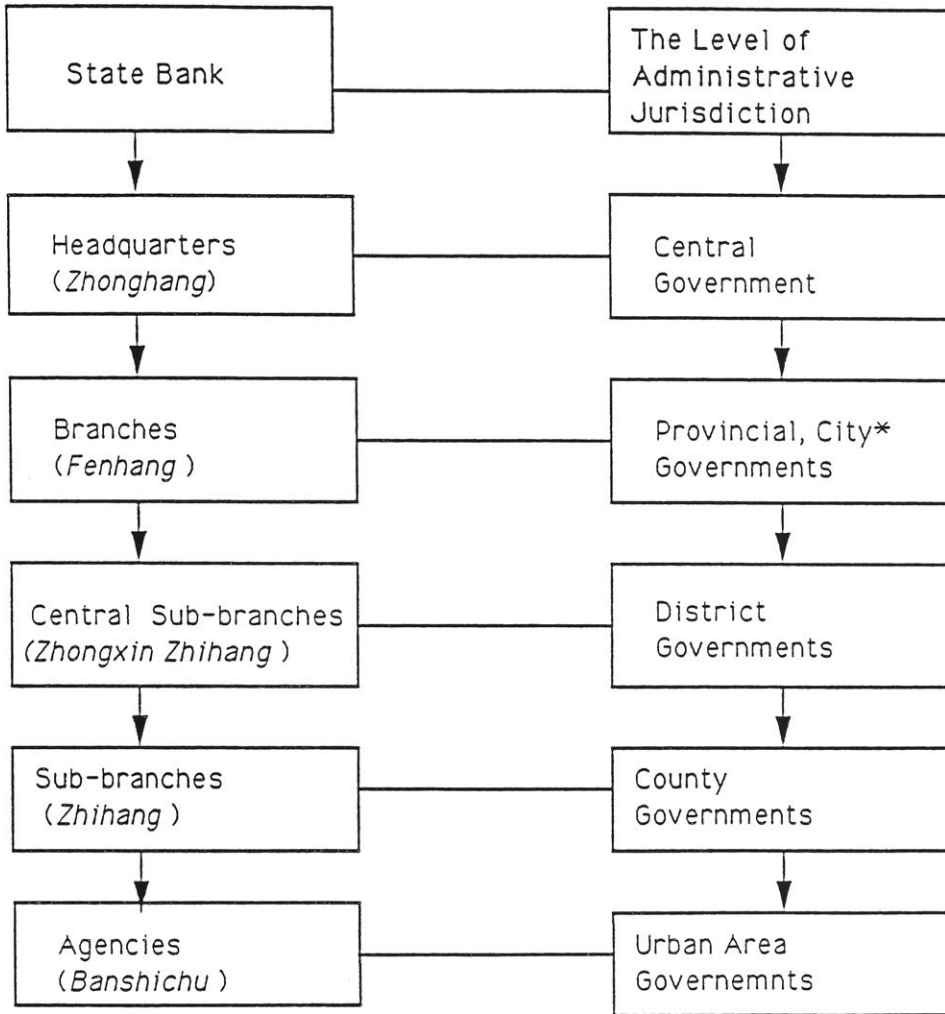 State Bank
The Level of
Administrative
Jurisdiction
Headquarters
(Zhonghang)
Central
Government
Branches
(Fenhang )
Provincial, City*
Governments
Central Sub-branches
(Zhongxin Zhihang )
District
Governments
Sub-branches
(Zhihang )
County
Governments
Agencies
(Banshichu )
Urban Area
Governemnts